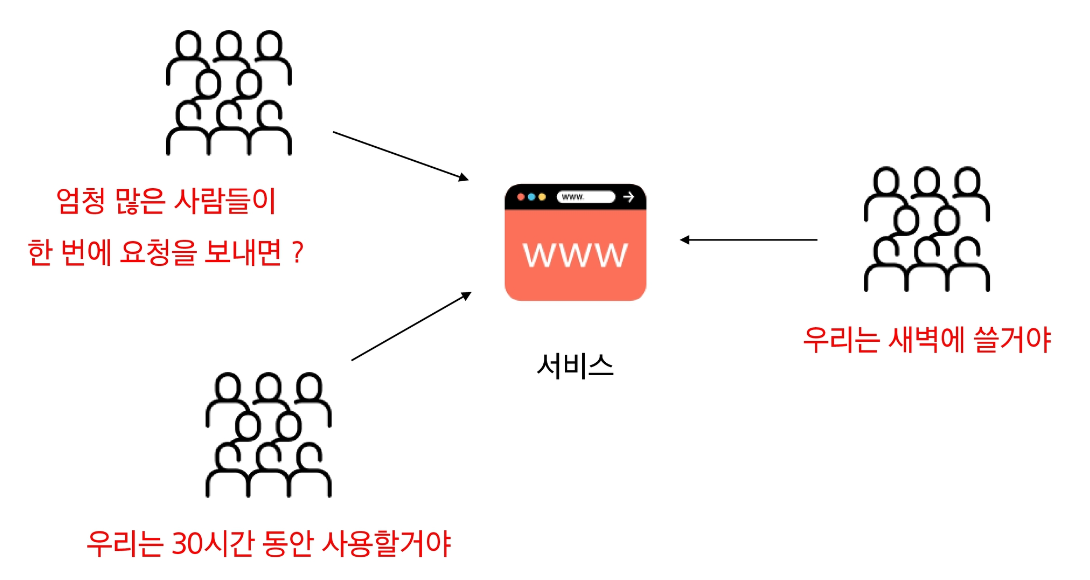 엄청 많은 사람들이
한 번에 요청을 보내면 ?
www.
WWW
서비스
우리는 새벽에 쓸거야
우리는 30시간 동안 사용할거야